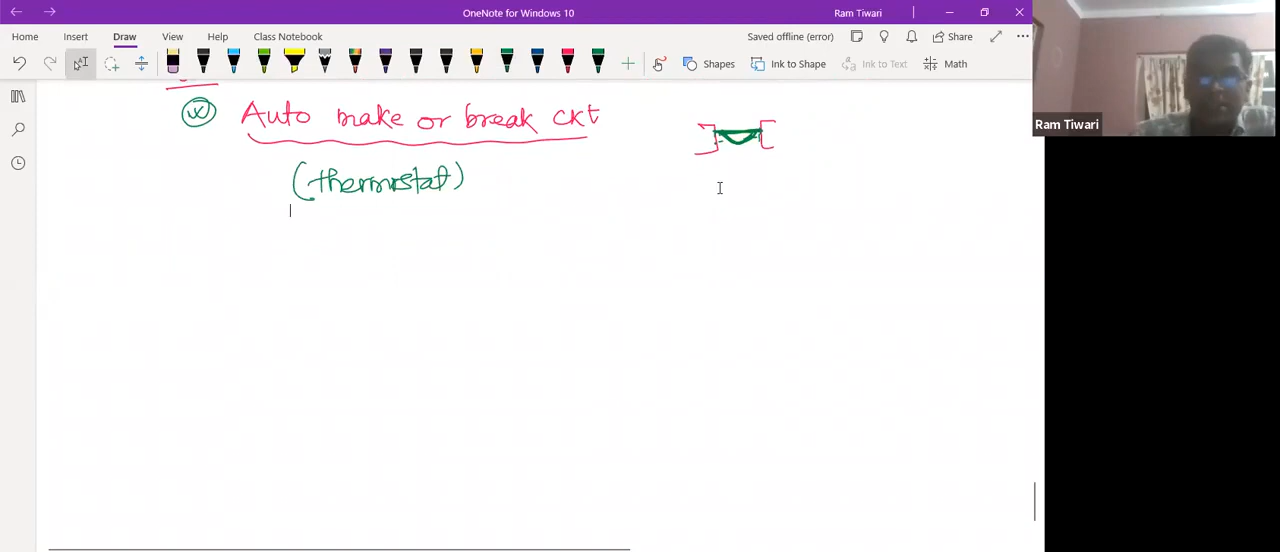 OneNote for Windows 10
Ram Tiwari
Home Insert Draw View Help Class Notebook
Saved offline (error) Share
Shapes Ink to Shape Ink to Text Math
Auto make or break ckt
(thermostat)
Ram Tiwari